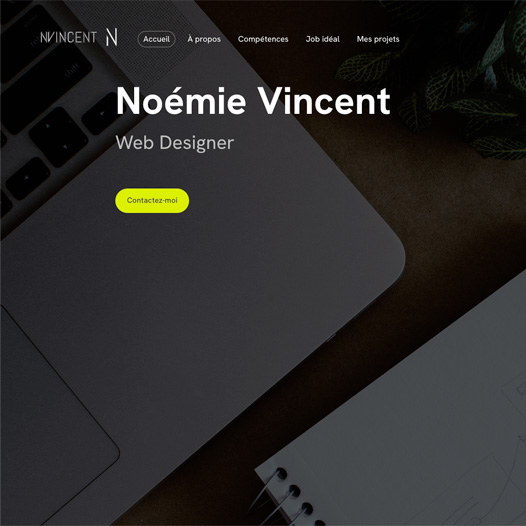 NVINCENT N
Accueil
À propos
Compétences
Job idéal
Mes projets
Noémie Vincent
Web Designer
Contactez-moi